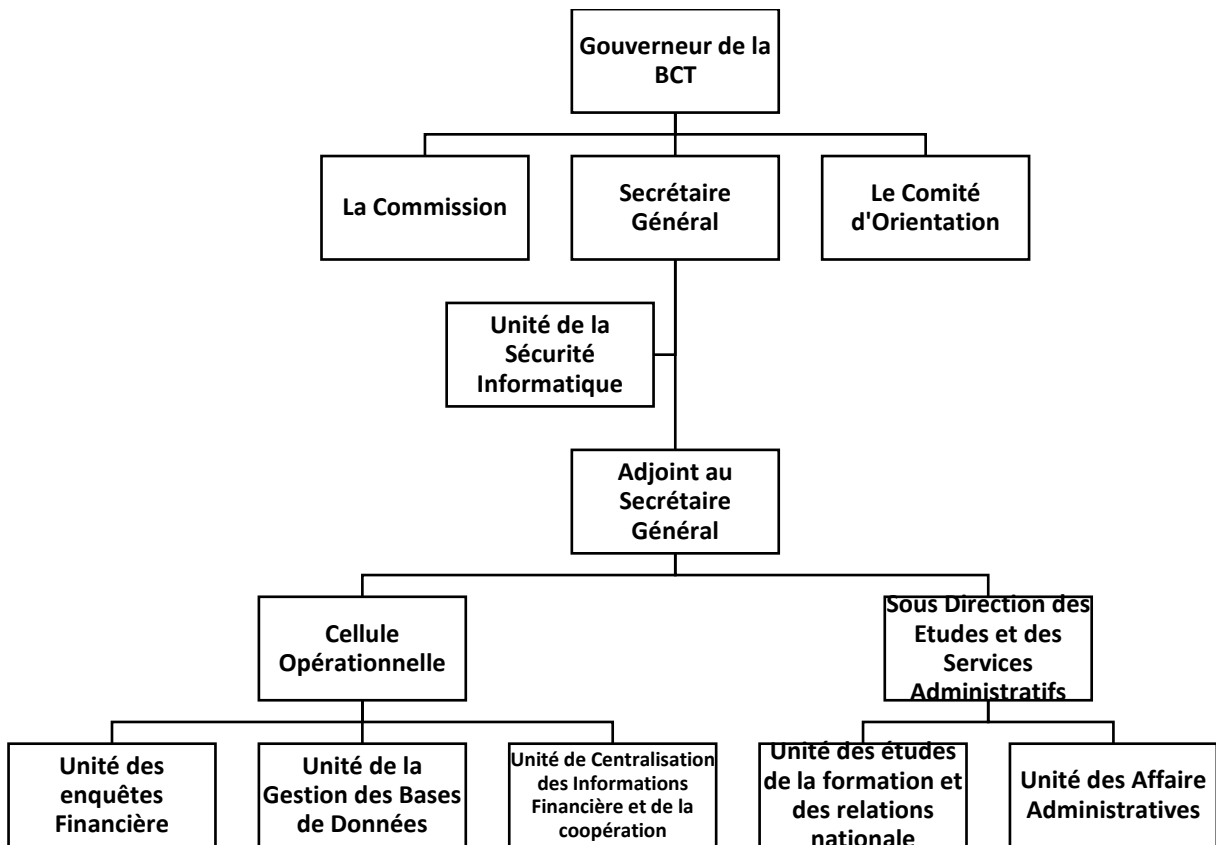 Gouverneur de la
BCT
La Commission
Secrétaire
Général
Le Comité
d'Orientation
Unité de la
Sécurité
Informatique
Adjoint au
Secrétaire
Général
Cellule
Opérationnelle
Sous Direction des
Etudes et des
Services
Administratifs
Unité des
enquêtes
Financière
Unité de la
Gestion des Bases
de Données
Unité de Centralisation
des Informations
Financière et de la
coopération
Unité des études
de la formation et
des relations
nationale
Unité des Affaire
Administratives